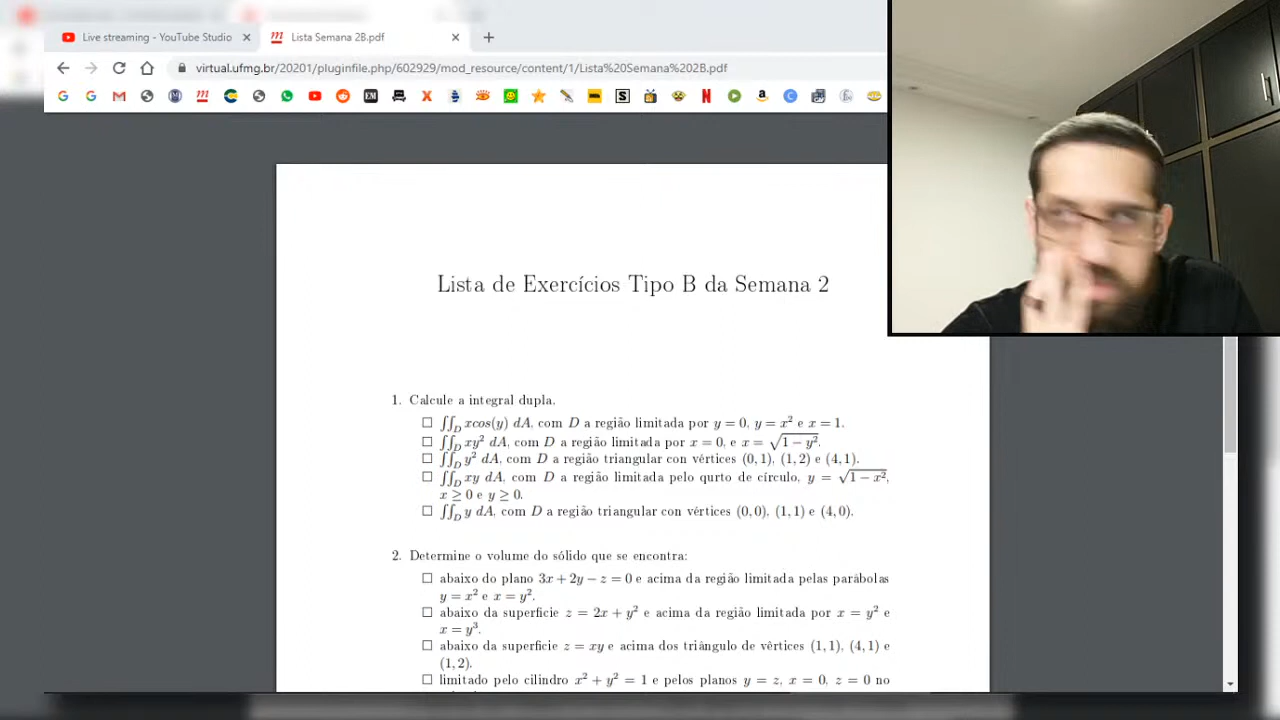 Live streaming - YouTube Studio
Lista Semana 2B.pdf
virtual.ufmg.br/20201/pluginfile.php/602929/mod_resource/content/1/Lista%20Semana%202B.pdf
Lista de Exercícios Tipo B da Semana 2
1. Calcule a integral dupla.
☐ ∬_D xcos(y) dA, com D a região limitada por y = 0, y = x² e x = 1.
☐ ∬_D xy² dA, com D a região limitada por x = 0, e x = √(1 − y²).
☐ ∬_D y² dA, com D a região triangular con vértices (0, 1), (1, 2) e (4, 1).
☐ ∬_D xy dA, com D a região limitada pelo qurto de círculo, y = √(1 − x²),
x ≥ 0 e y ≥ 0.
☐ ∬_D y dA, com D a região triangular con vértices (0, 0), (1, 1) e (4, 0).
2. Determine o volume do sólido que se encontra:
☐ abaixo do plano 3x + 2y − z = 0 e acima da região limitada pelas parábolas
y = x² e x = y².
☐ abaixo da superficie z = 2x + y² e acima da região limitada por x = y² e
x = y³.
☐ abaixo da superficie z = xy e acima dos triângulo de vértices (1, 1), (4, 1) e
(1, 2).
☐ limitado pelo cilindro x² + y² = 1 e pelos planos y = z, x = 0, z = 0 no